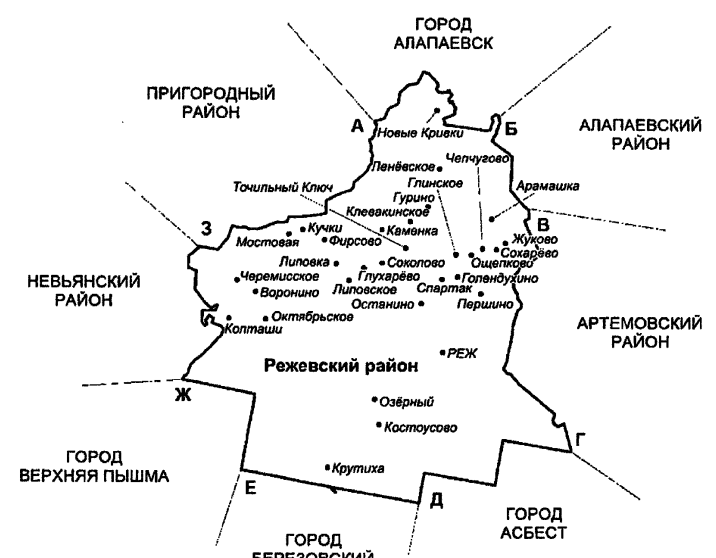 ГОРОД
АЛАПАЕВСК
ПРИГОРОДНЫЙ
РАЙОН
А
Новые Кривки
Б
АЛАПАЕВСКИЙ
РАЙОН
Чепчугово
Ленёвское
Глинское
Точильный Ключ
Арамашка
Гурино
Клевакинское
В
З
Кучки
Каменка
Мостовая
Фирсово
Жуково
Сохарёво
Липовка
Соколово
Ощепково
НЕВЬЯНСКИЙ
РАЙОН
Черемисское
Глухарёво
Голендухино
Воронино
Липовское
Спартак
Останино
Першино
Колташи
Октябрьское
АРТЕМОВСКИЙ
РАЙОН
РЕЖ
Режевский район
Ж
Озёрный
Костоусово
Г
ГОРОД
ВЕРХНЯЯ ПЫШМА
Крутиха
Е
Д
ГОРОД
АСБЕСТ
ГОРОД
БЕРЕЗОВСКИЙ